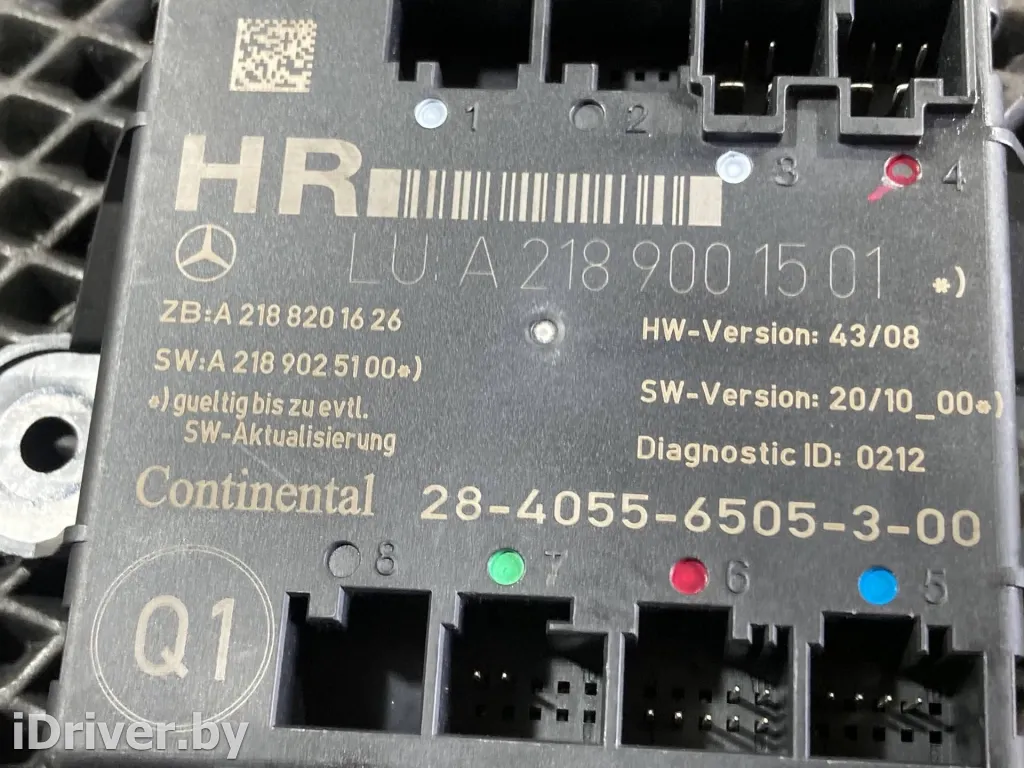 1 2
HR
3 4
LU: A 218 900 15 01 *)
ZB:A 218 820 16 26
HW-Version: 43/08
SW:A 218 902 51 00*)
SW-Version: 20/10_00*)
*)gueltig bis zu evtl.
SW-Aktualisierung
Diagnostic ID: 0212
Continental 28-4055-6505-3-00
8 7 6 5
Q1
iDriver.by